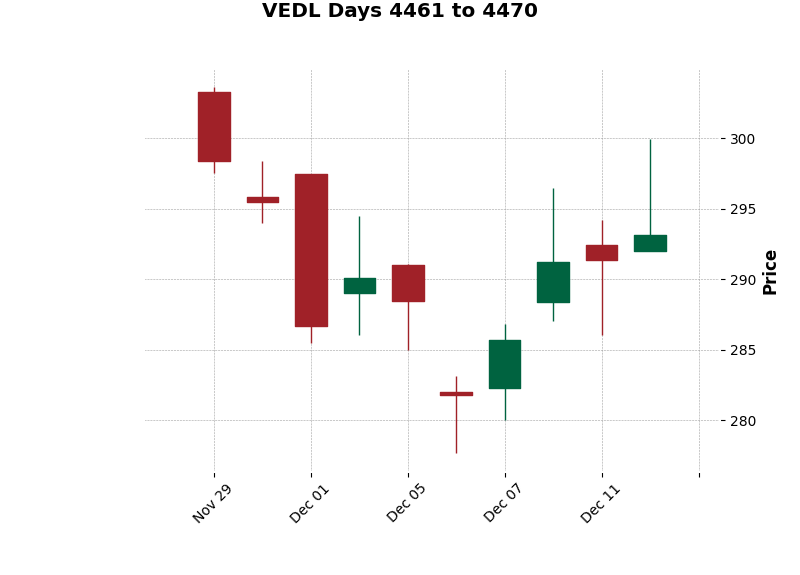 VEDL Days 4461 to 4470
300
295
290
285
280
Price
Nov 29
Dec 01
Dec 05
Dec 07
Dec 11